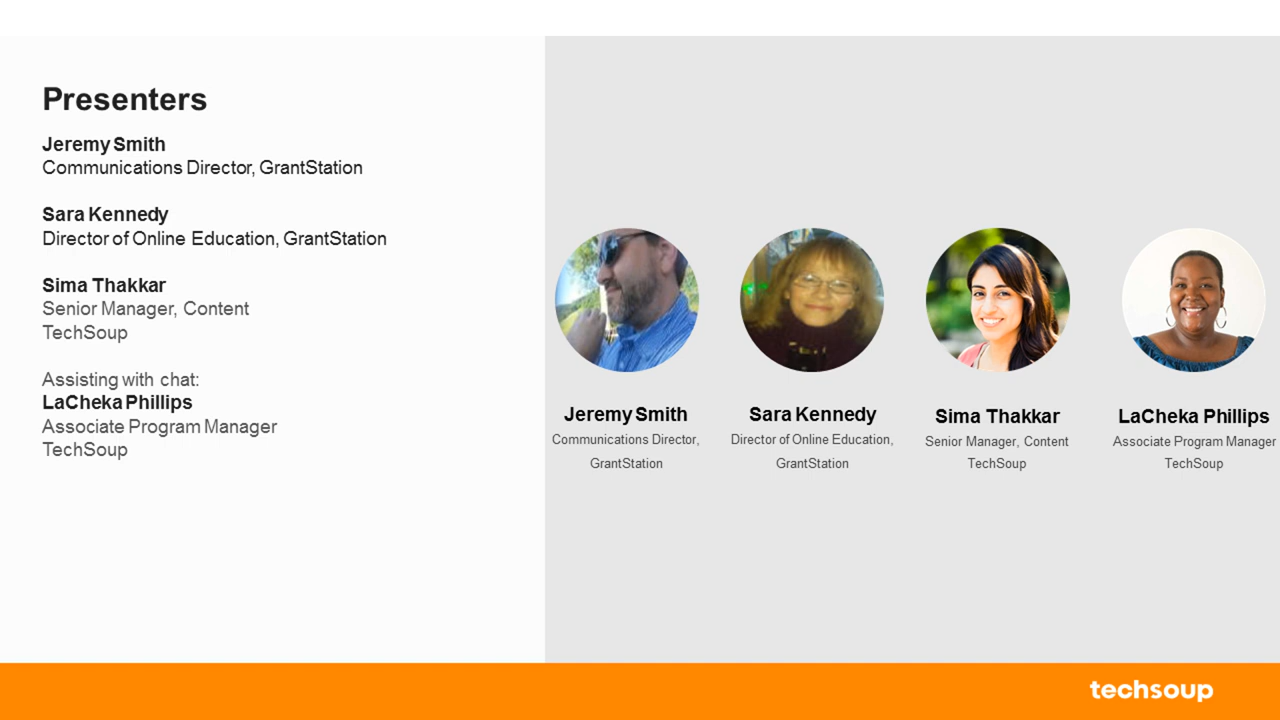 Presenters
Jeremy Smith
Communications Director, GrantStation
Sara Kennedy
Director of Online Education, GrantStation
Sima Thakkar
Senior Manager, Content
TechSoup
Assisting with chat:
LaCheka Phillips
Associate Program Manager
TechSoup
Jeremy Smith
Communications Director,
GrantStation
Sara Kennedy
Director of Online Education,
GrantStation
Sima Thakkar
Senior Manager, Content
TechSoup
LaCheka Phillips
Associate Program Manager
TechSoup
techsoup